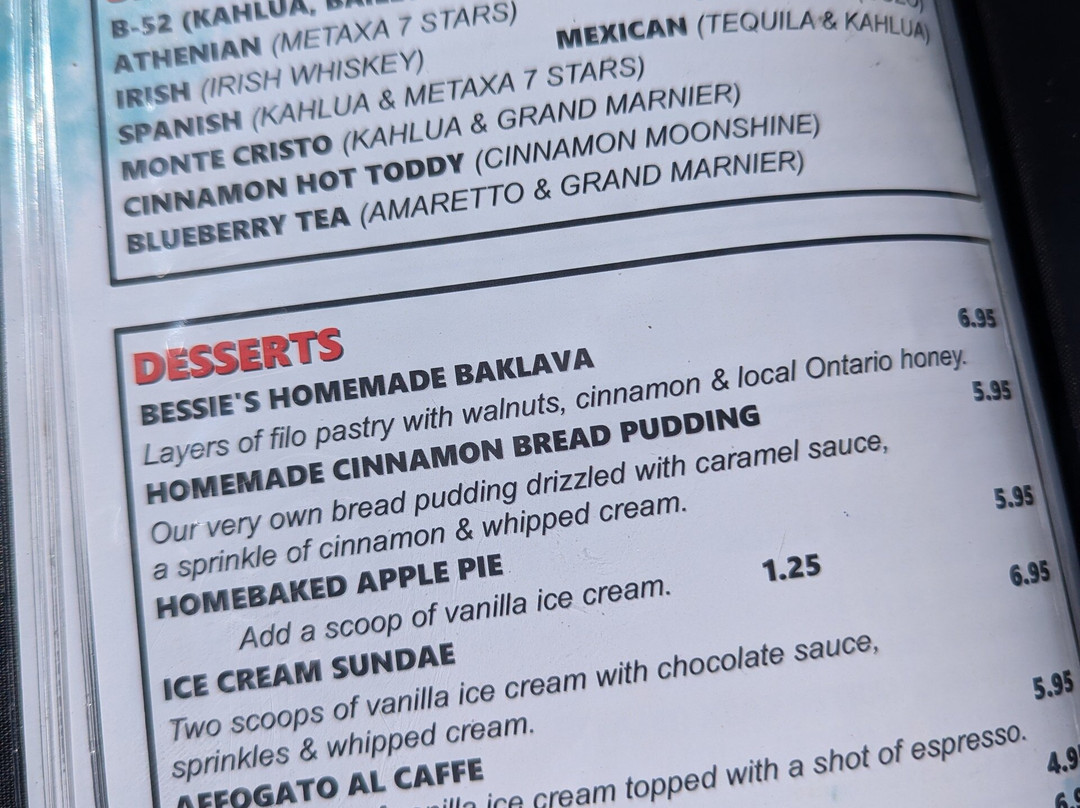 B-52 (KAHLUA,
ATHENIAN (METAXA 7 STARS)
MEXICAN (TEQUILA & KAHLUA)
IRISH (IRISH WHISKEY)
SPANISH (KAHLUA & METAXA 7 STARS)
MONTE CRISTO (KAHLUA & GRAND MARNIER)
CINNAMON HOT TODDY (CINNAMON MOONSHINE)
BLUEBERRY TEA (AMARETTO & GRAND MARNIER)
DESSERTS
BESSIE'S HOMEMADE BAKLAVA 6.95
Layers of filo pastry with walnuts, cinnamon & local Ontario honey.
HOMEMADE CINNAMON BREAD PUDDING 5.95
Our very own bread pudding drizzled with caramel sauce,
a sprinkle of cinnamon & whipped cream.
HOMEBAKED APPLE PIE 5.95
Add a scoop of vanilla ice cream. 1.25
ICE CREAM SUNDAE 6.95
Two scoops of vanilla ice cream with chocolate sauce,
sprinkles & whipped cream.
AFFOGATO AL CAFFE 5.95
ice cream topped with a shot of espresso.